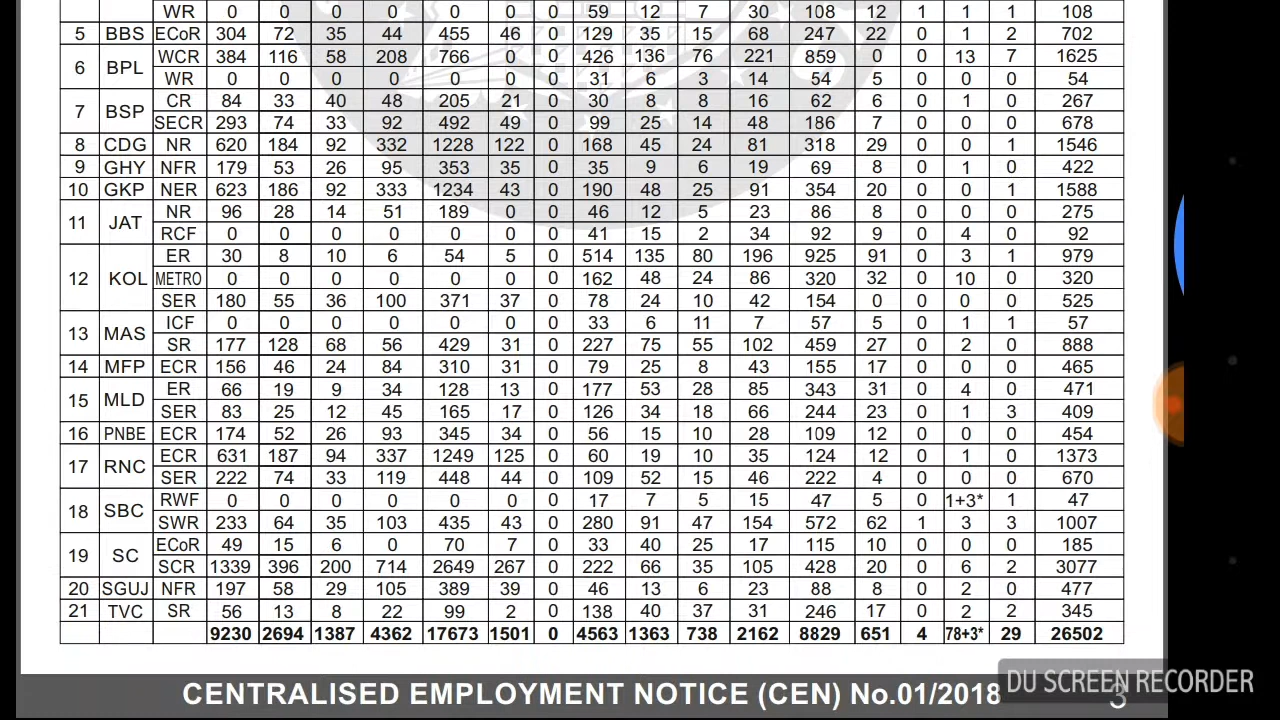 WR 0 0 0 0 0 0 0 59 12 7 30 108 12 1 1 1 108
5 BBS ECoR 304 72 35 44 455 46 0 129 35 15 68 247 22 0 1 2 702
6 BPL WCR 384 116 58 208 766 0 0 426 136 76 221 859 0 0 13 7 1625
WR 0 0 0 0 0 0 0 31 6 3 14 54 5 0 0 0 54
7 BSP CR 84 33 40 48 205 21 0 30 8 8 16 62 6 0 1 0 267
SECR 293 74 33 92 492 49 0 99 25 14 48 186 7 0 0 0 678
8 CDG NR 620 184 92 332 1228 122 0 168 45 24 81 318 29 0 0 1 1546
9 GHY NFR 179 53 26 95 353 35 0 35 9 6 19 69 8 0 1 0 422
10 GKP NER 623 186 92 333 1234 43 0 190 48 25 91 354 20 0 0 1 1588
11 JAT NR 96 28 14 51 189 0 0 46 12 5 23 86 8 0 0 0 275
RCF 0 0 0 0 0 0 0 41 15 2 34 92 9 0 4 0 92
12 KOL ER 30 8 10 6 54 5 0 514 135 80 196 925 91 0 3 1 979
METRO 0 0 0 0 0 0 0 162 48 24 86 320 32 0 10 0 320
SER 180 55 36 100 371 37 0 78 24 10 42 154 0 0 0 0 525
13 MAS ICF 0 0 0 0 0 0 0 33 6 11 7 57 5 0 1 1 57
SR 177 128 68 56 429 31 0 227 75 55 102 459 27 0 2 0 888
14 MFP ECR 156 46 24 84 310 31 0 79 25 8 43 155 17 0 0 0 465
15 MLD ER 66 19 9 34 128 13 0 177 53 28 85 343 31 0 4 0 471
SER 83 25 12 45 165 17 0 126 34 18 66 244 23 0 1 3 409
16 PNBE ECR 174 52 26 93 345 34 0 56 15 10 28 109 12 0 0 0 454
17 RNC ECR 631 187 94 337 1249 125 0 60 19 10 35 124 12 0 1 0 1373
SER 222 74 33 119 448 44 0 109 52 15 46 222 4 0 0 0 670
18 SBC RWF 0 0 0 0 0 0 0 17 7 5 15 47 5 0 1+3* 1 47
SWR 233 64 35 103 435 43 0 280 91 47 154 572 62 1 3 3 1007
19 SC ECoR 49 15 6 0 70 7 0 33 40 25 17 115 10 0 0 0 185
SCR 1339 396 200 714 2649 267 0 222 66 35 105 428 20 0 6 2 3077
20 SGUJ NFR 197 58 29 105 389 39 0 46 13 6 23 88 8 0 2 0 477
21 TVC SR 56 13 8 22 99 2 0 138 40 37 31 246 17 0 2 2 345
9230 2694 1387 4362 17673 1501 0 4563 1363 738 2162 8829 651 4 78+3* 29 26502
CENTRALISED EMPLOYMENT NOTICE (CEN) No.01/2018 3
DU SCREEN RECORDER